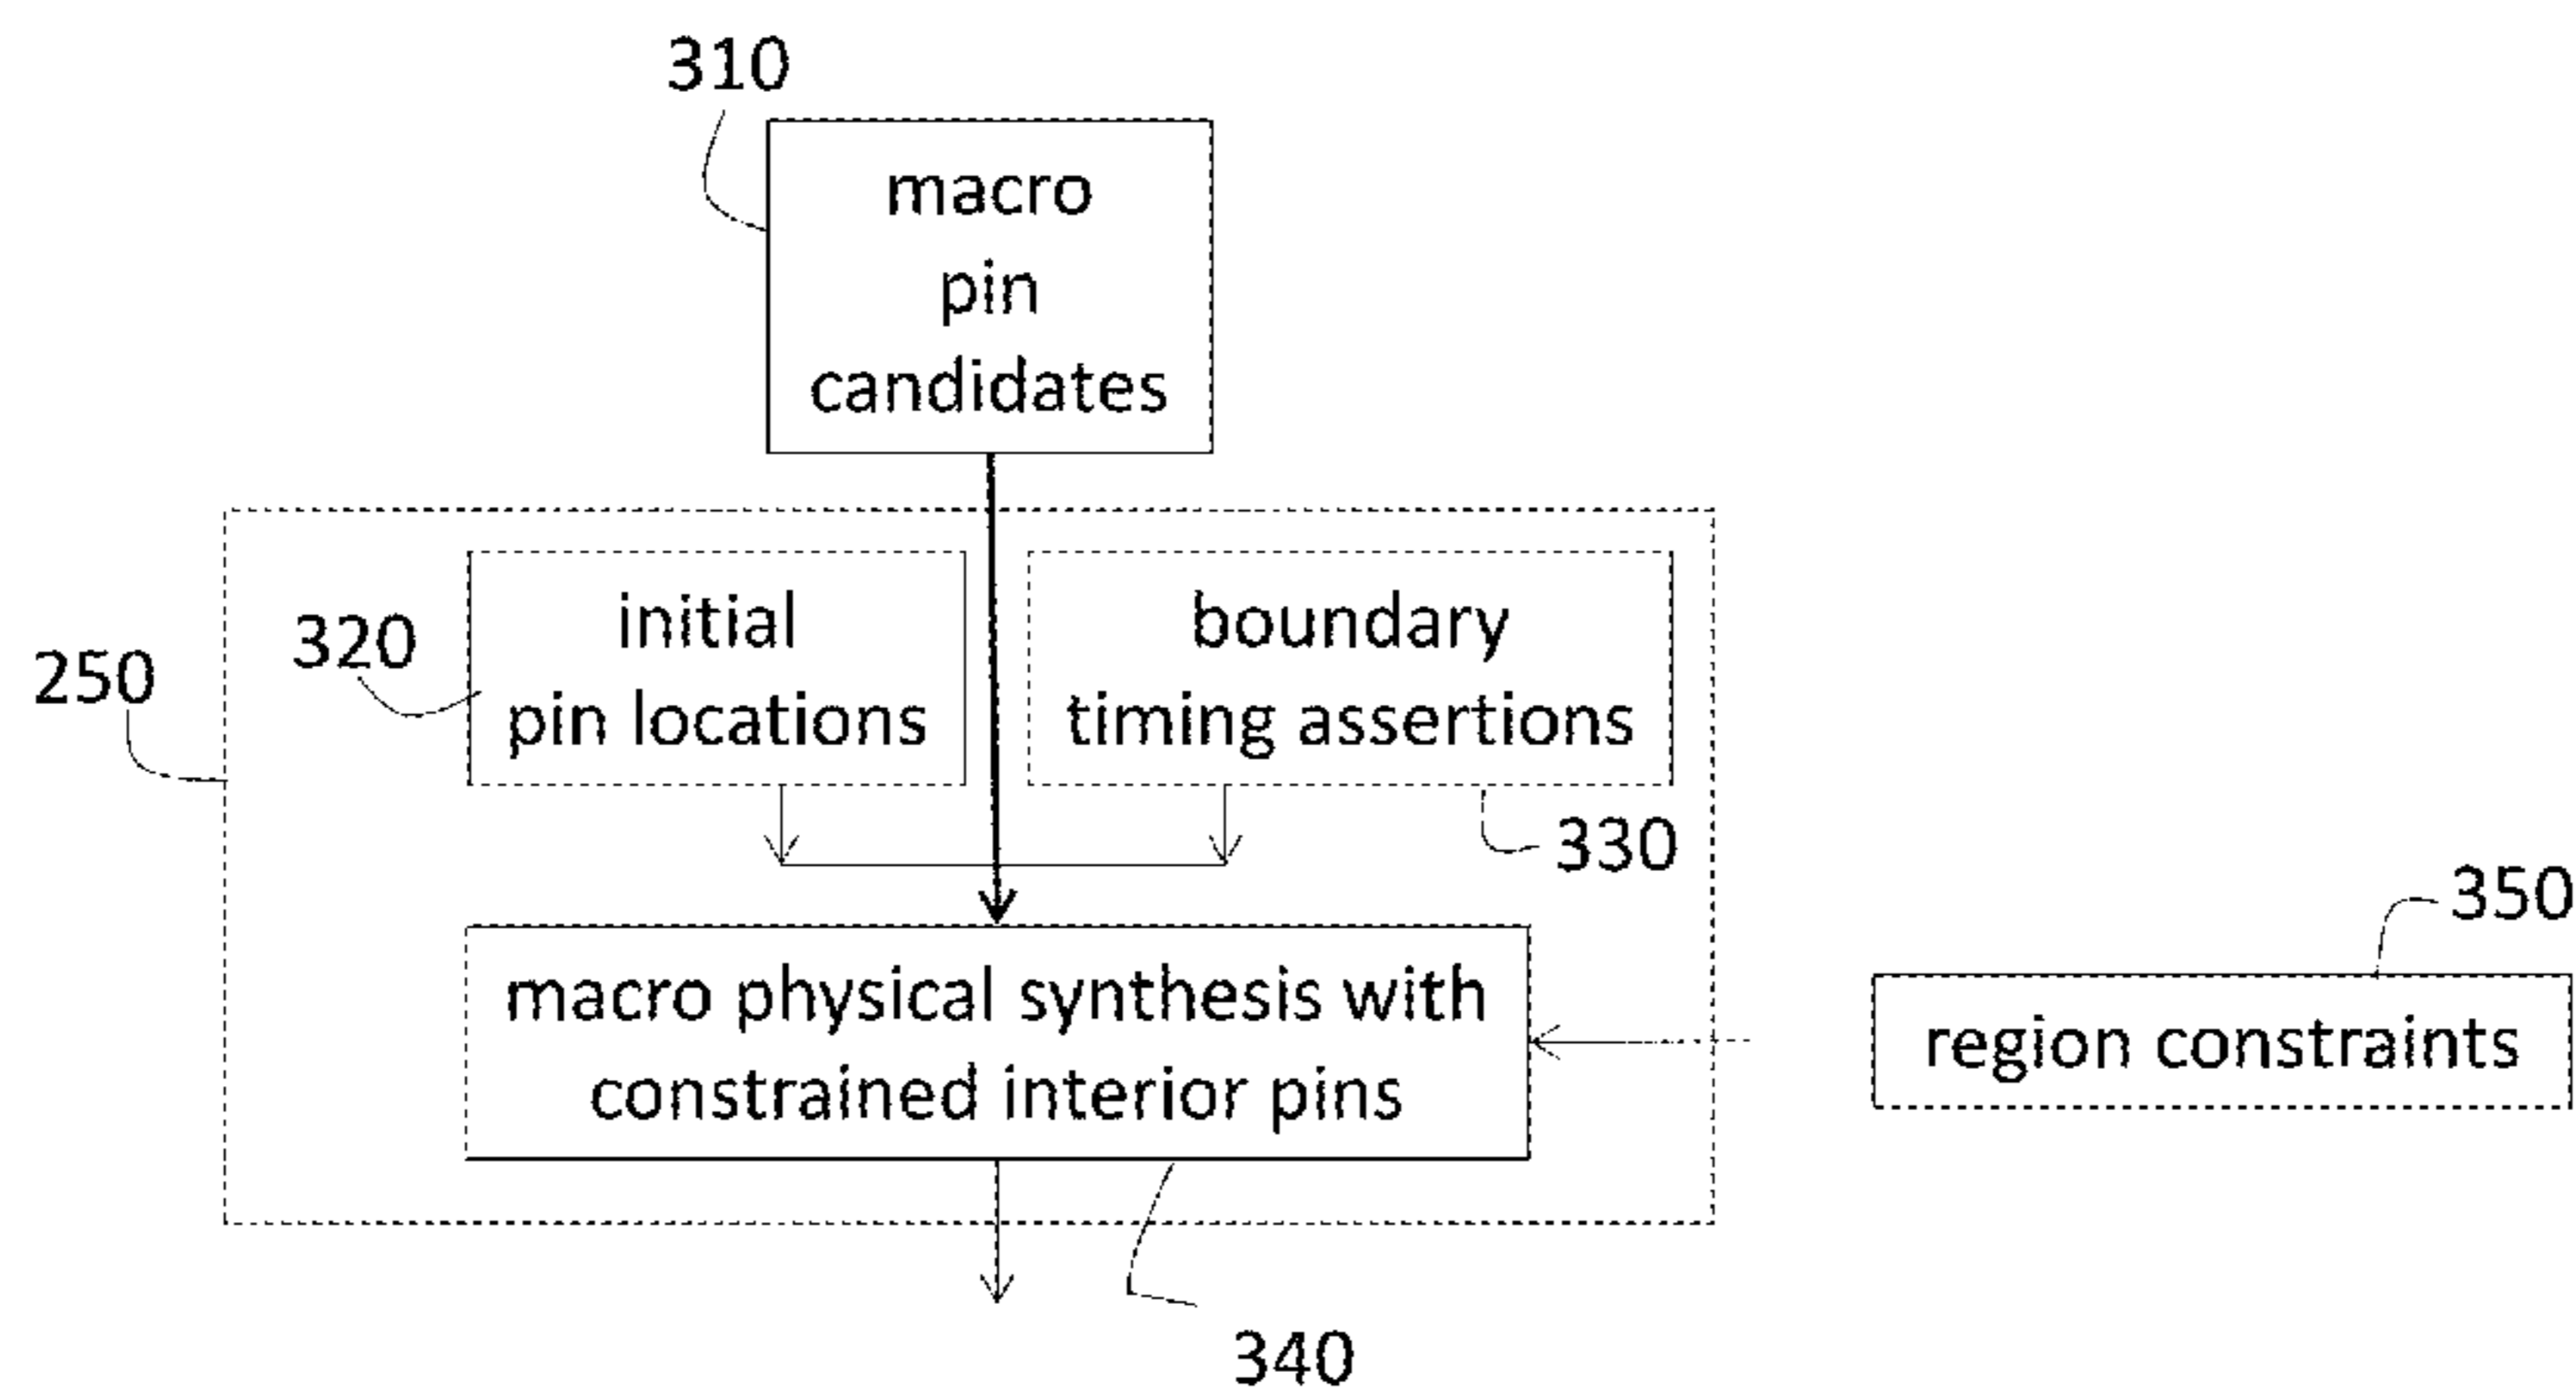 310
macro
pin
candidates
initial
pin locations
boundary
timing assertions
320
250
330
350
macro physical synthesis with
constrained interior pins
region constraints
340